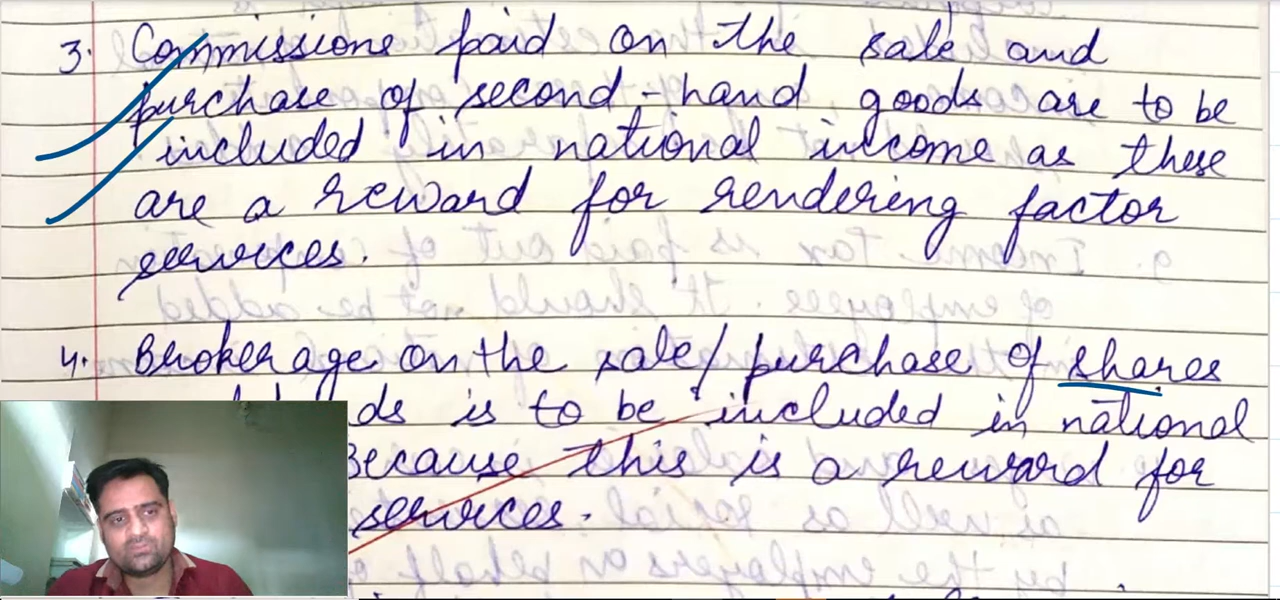 3. Commissions paid on the sale and
purchase of second-hand goods are to be
included in national income as these
are a reward for rendering factor
services.
4. Brokerage on the sale/purchase of shares
ds is to be included in national
Because this is a reward for
services.